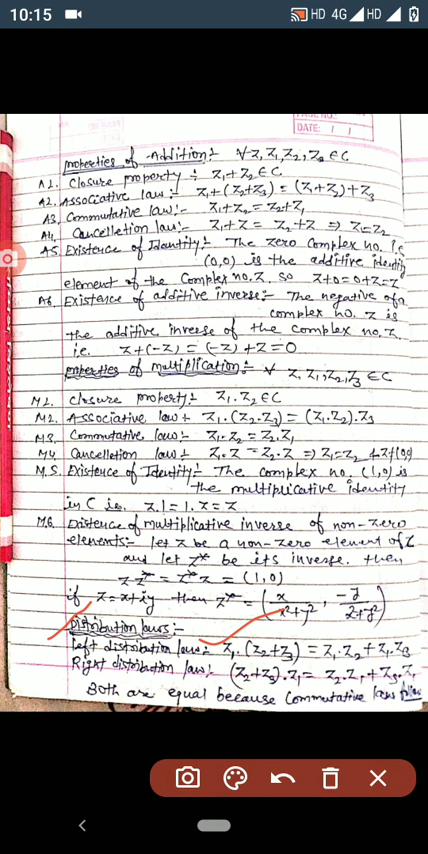 10:15 HD 4G HD
PAGE NO.
DATE: / /
properties of Addition:- ∀ z, z₁, z₂, z₃ ∈ C
A1. Closure property :- z₁+z₂ ∈ C
A2. Associative law:- z₁+(z₂+z₃) = (z₁+z₂)+z₃
A3. Commutative law:- z₁+z₂ = z₂+z₁
A4. Cancelletion law:- z₁+z = z₂+z ⇒ z₁=z₂
A5. Existence of Identity:- The zero complex no. i.e
(0,0) is the additive identity
element of the complex no. z. so z+0=0+z=z
A6. Existence of additive inverse:- The negative of a
complex no. z is
the additive inverse of the complex no. z.
i.e. z+(-z) = (-z)+z=0
properties of multiplication:- ∀ z, z₁, z₂, z₃ ∈ C
M1. Closure property:- z₁.z₂ ∈ C
M2. Associative law:- z₁.(z₂.z₃) = (z₁.z₂).z₃
M3. Commutative law:- z₁.z₂ = z₂.z₁
M4. Cancelletion law:- z₁.z = z₂.z ⇒ z₁=z₂ & z≠(0,0)
M.5. Existence of Identity:- The complex no. (1,0) is
the multiplicative identity
in C i.e. z.1 = 1.z = z
M6. Existence of multiplicative inverse of non-zero
elements:- let z be a non-zero element of C
and let z* be its inverse. then
z.z* = z*.z = (1,0)
if z=x+iy then z* = (x/x²+y², -y/x²+y²)
Distribution laws:-
Left distribution law:- z₁.(z₂+z₃) = z₁.z₂+z₁.z₃
Right distribution law:- (z₂+z₃).z₁ = z₂.z₁+z₃.z₁
Both are equal because commutative law follow